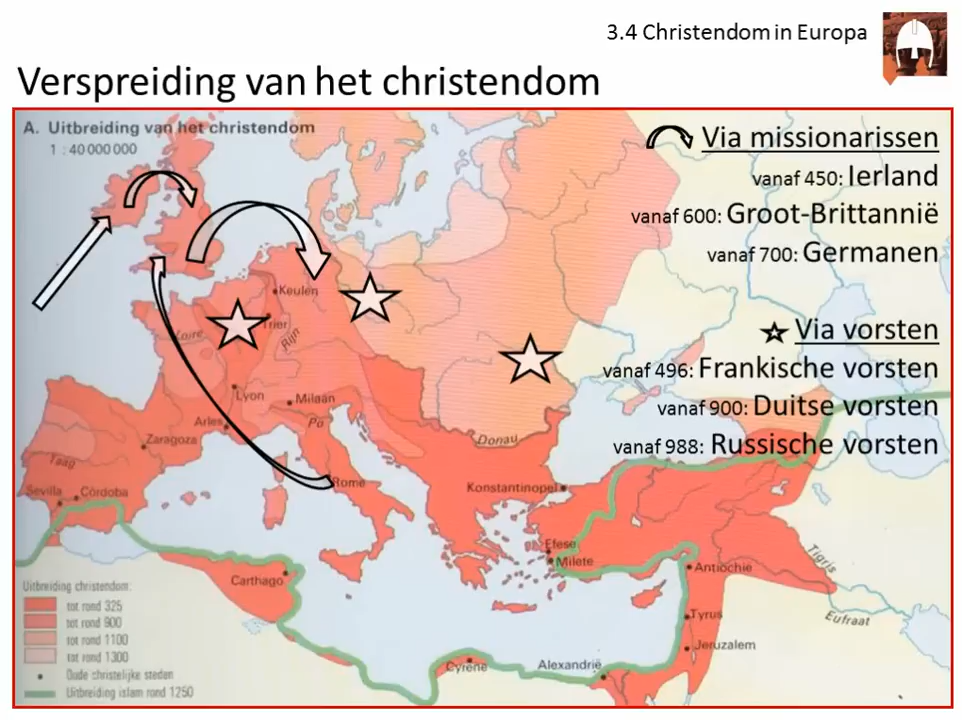 3.4 Christendom in Europa
Verspreiding van het christendom
A. Uitbreiding van het christendom
1 : 40 000 000
Via missionarissen
vanaf 450: Ierland
vanaf 600: Groot-Brittannië
vanaf 700: Germanen
Via vorsten
vanaf 496: Frankische vorsten
vanaf 900: Duitse vorsten
vanaf 988: Russische vorsten
Keulen
Trier
Loire
Rijn
Lyon
Milaan
Arles
Po
Zaragoza
Donau
Taag
Rome
Sevilla
Córdoba
Konstantinopel
Efese
Milete
Antiochie
Tigris
Carthago
Eufraat
Tyrus
Jeruzalem
Cyrene
Alexandrië
Uitbreiding christendom:
tot rond 325
tot rond 900
tot rond 1100
tot rond 1300
Oude christelijke steden
Uitbreiding islam rond 1250